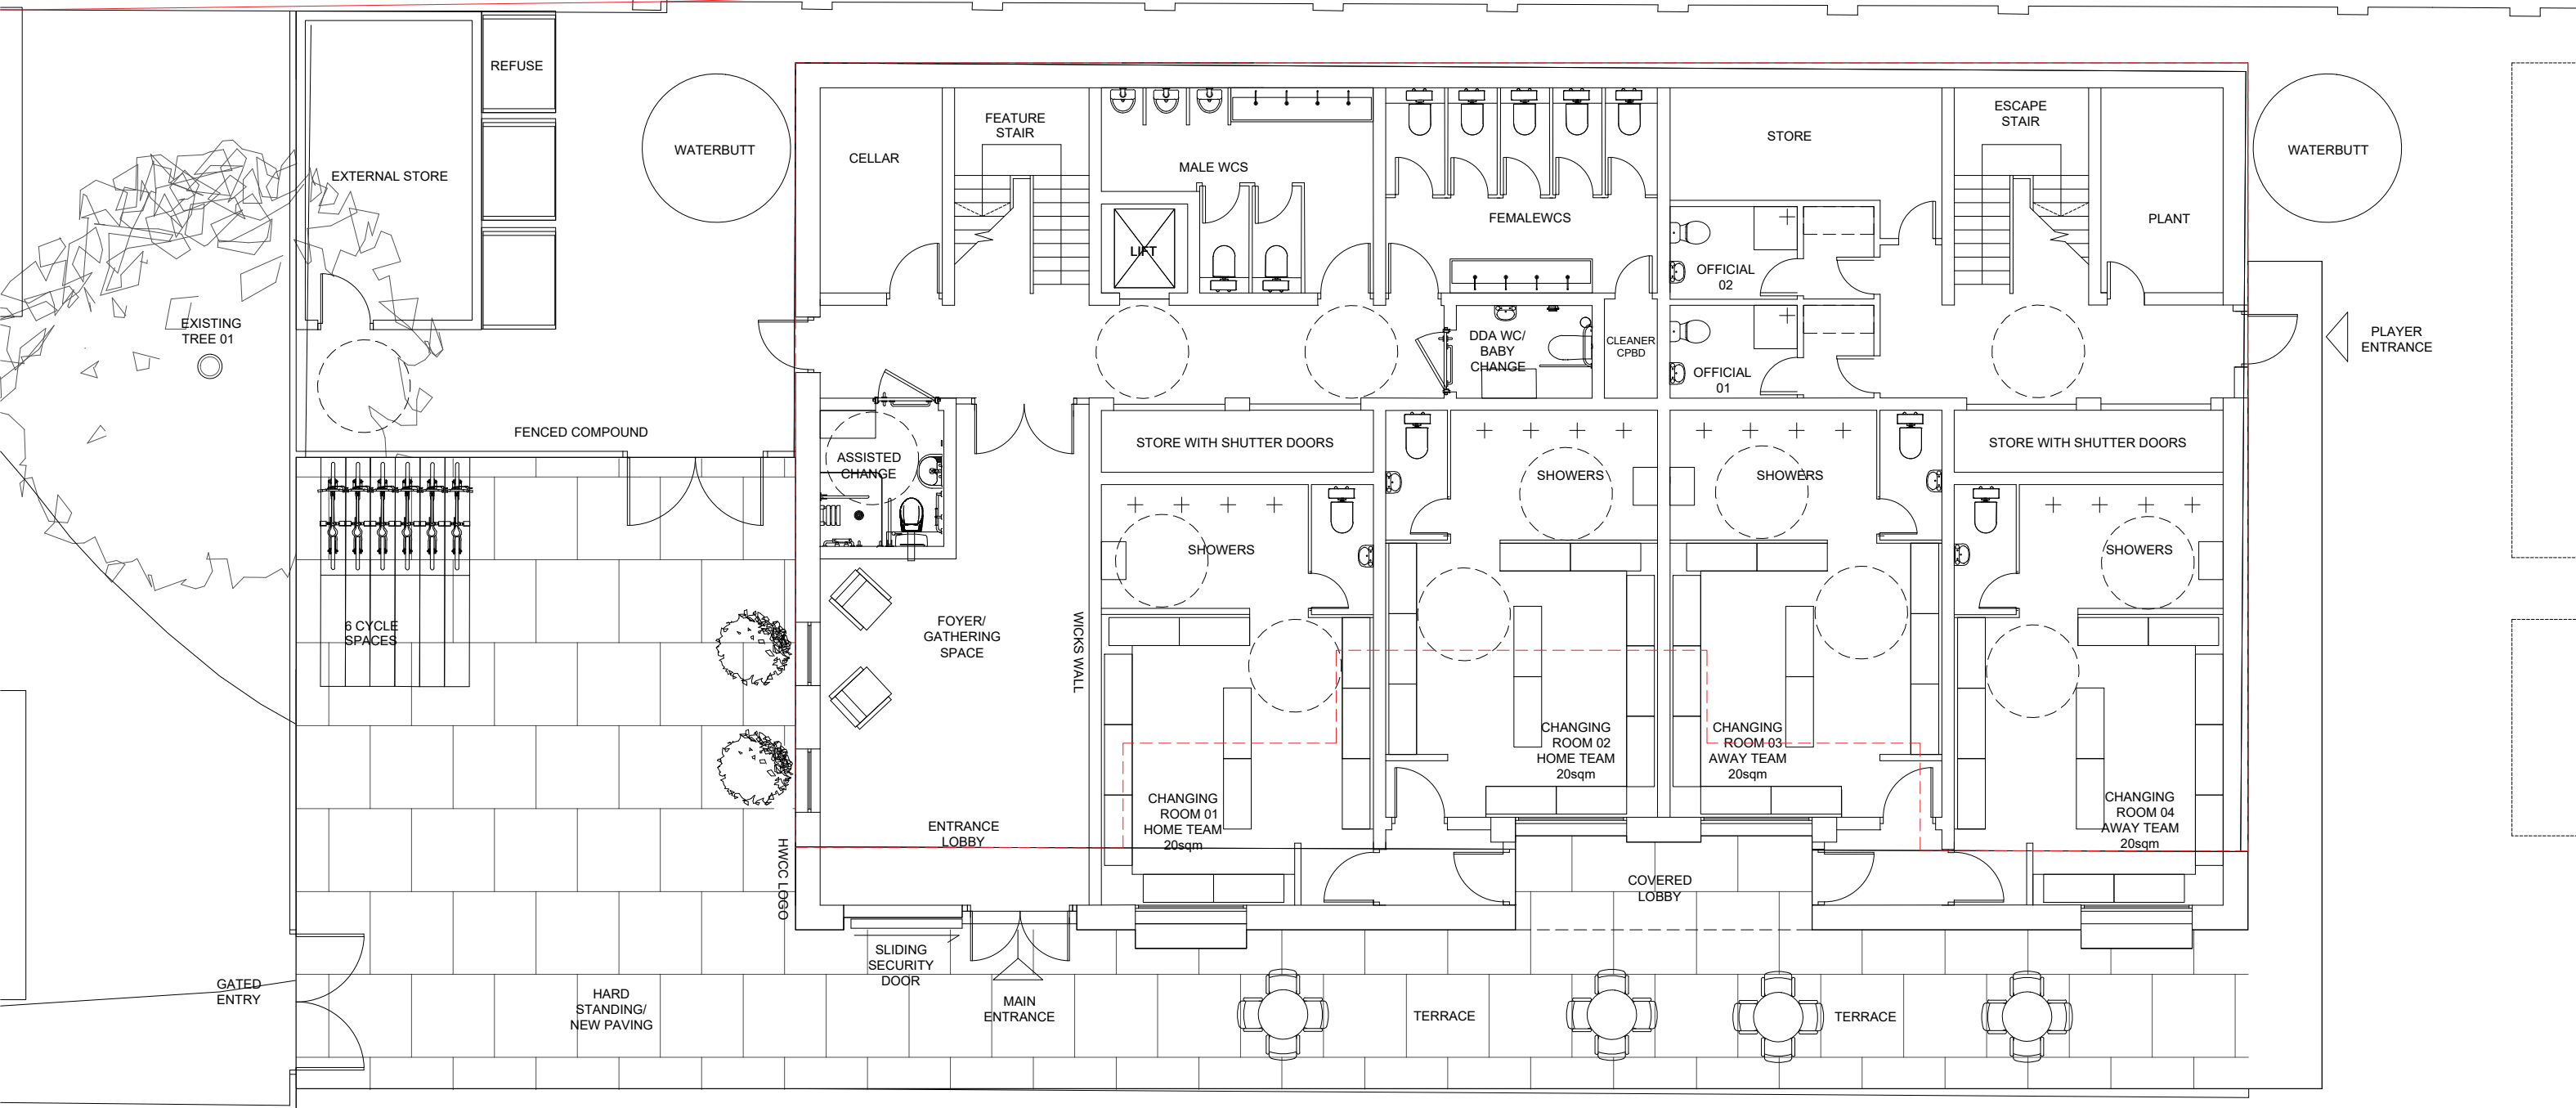 REFUSE
EXTERNAL STORE
WATERBUTT
CELLAR
FEATURE
STAIR
MALE WCS
LIFT
FEMALEWCS
STORE
ESCAPE
STAIR
PLANT
WATERBUTT
OFFICIAL
02
OFFICIAL
01
EXISTING
TREE 01
DDA WC/
BABY
CHANGE
CLEANER
CPBD
PLAYER
ENTRANCE
FENCED COMPOUND
ASSISTED
CHANGE
STORE WITH SHUTTER DOORS
STORE WITH SHUTTER DOORS
SHOWERS
SHOWERS
SHOWERS
SHOWERS
6 CYCLE
SPACES
FOYER/
GATHERING
SPACE
WICKS WALL
CHANGING
ROOM 01
HOME TEAM
20sqm
CHANGING
ROOM 02
HOME TEAM
20sqm
CHANGING
ROOM 03
AWAY TEAM
20sqm
CHANGING
ROOM 04
AWAY TEAM
20sqm
ENTRANCE
LOBBY
HWCC LOGO
COVERED
LOBBY
SLIDING
SECURITY
DOOR
GATED
ENTRY
HARD
STANDING/
NEW PAVING
MAIN
ENTRANCE
TERRACE
TERRACE